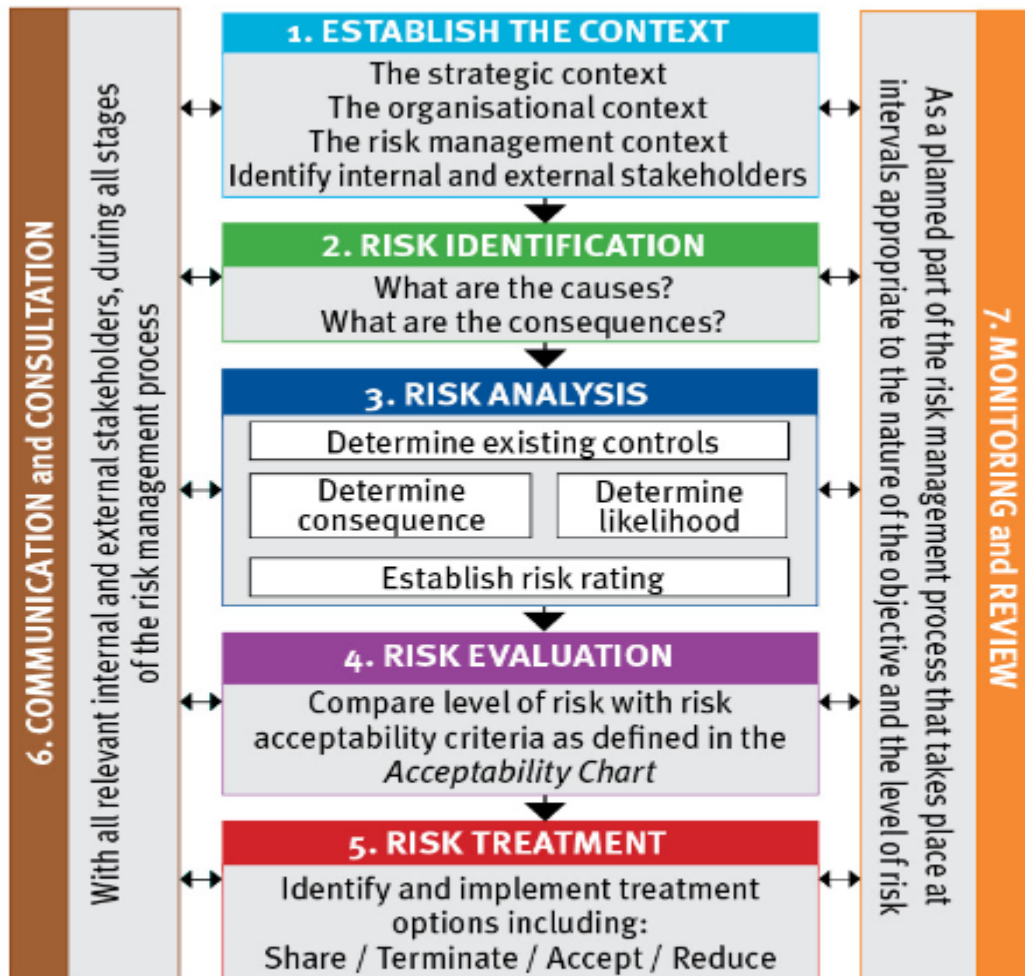 1. ESTABLISH THE CONTEXT
The strategic context
The organisational context
The risk management context
Identify internal and external stakeholders
2. RISK IDENTIFICATION
What are the causes?
What are the consequences?
3. RISK ANALYSIS
Determine existing controls
Determine
consequence
Determine
likelihood
Establish risk rating
4. RISK EVALUATION
Compare level of risk with risk
acceptability criteria as defined in the
Acceptability Chart
5. RISK TREATMENT
Identify and implement treatment
options including:
Share / Terminate / Accept / Reduce
6. COMMUNICATION and CONSULTATION
With all relevant internal and external stakeholders, during all stages
of the risk management process
7. MONITORING and REVIEW
As a planned part of the risk management process that takes place at
intervals appropriate to the nature of the objective and the level of risk